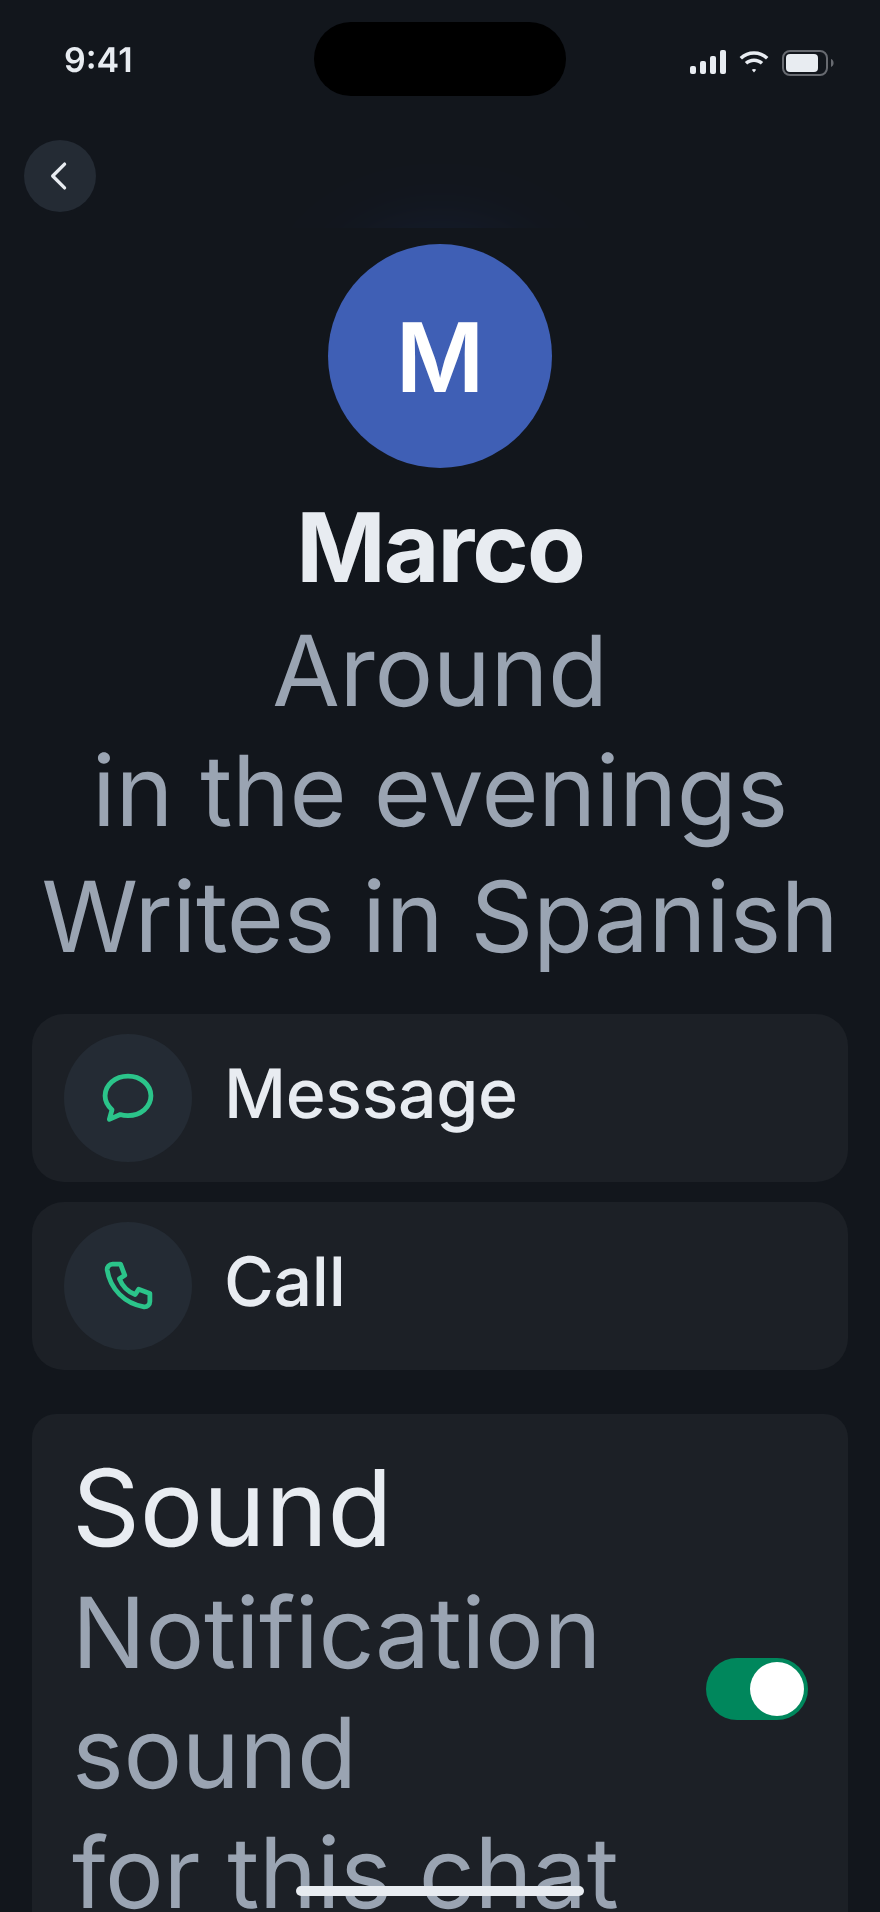 9:41
M
Marco
Around
in the evenings
Writes in Spanish
Message
Call
Sound
Notification
sound
for this chat